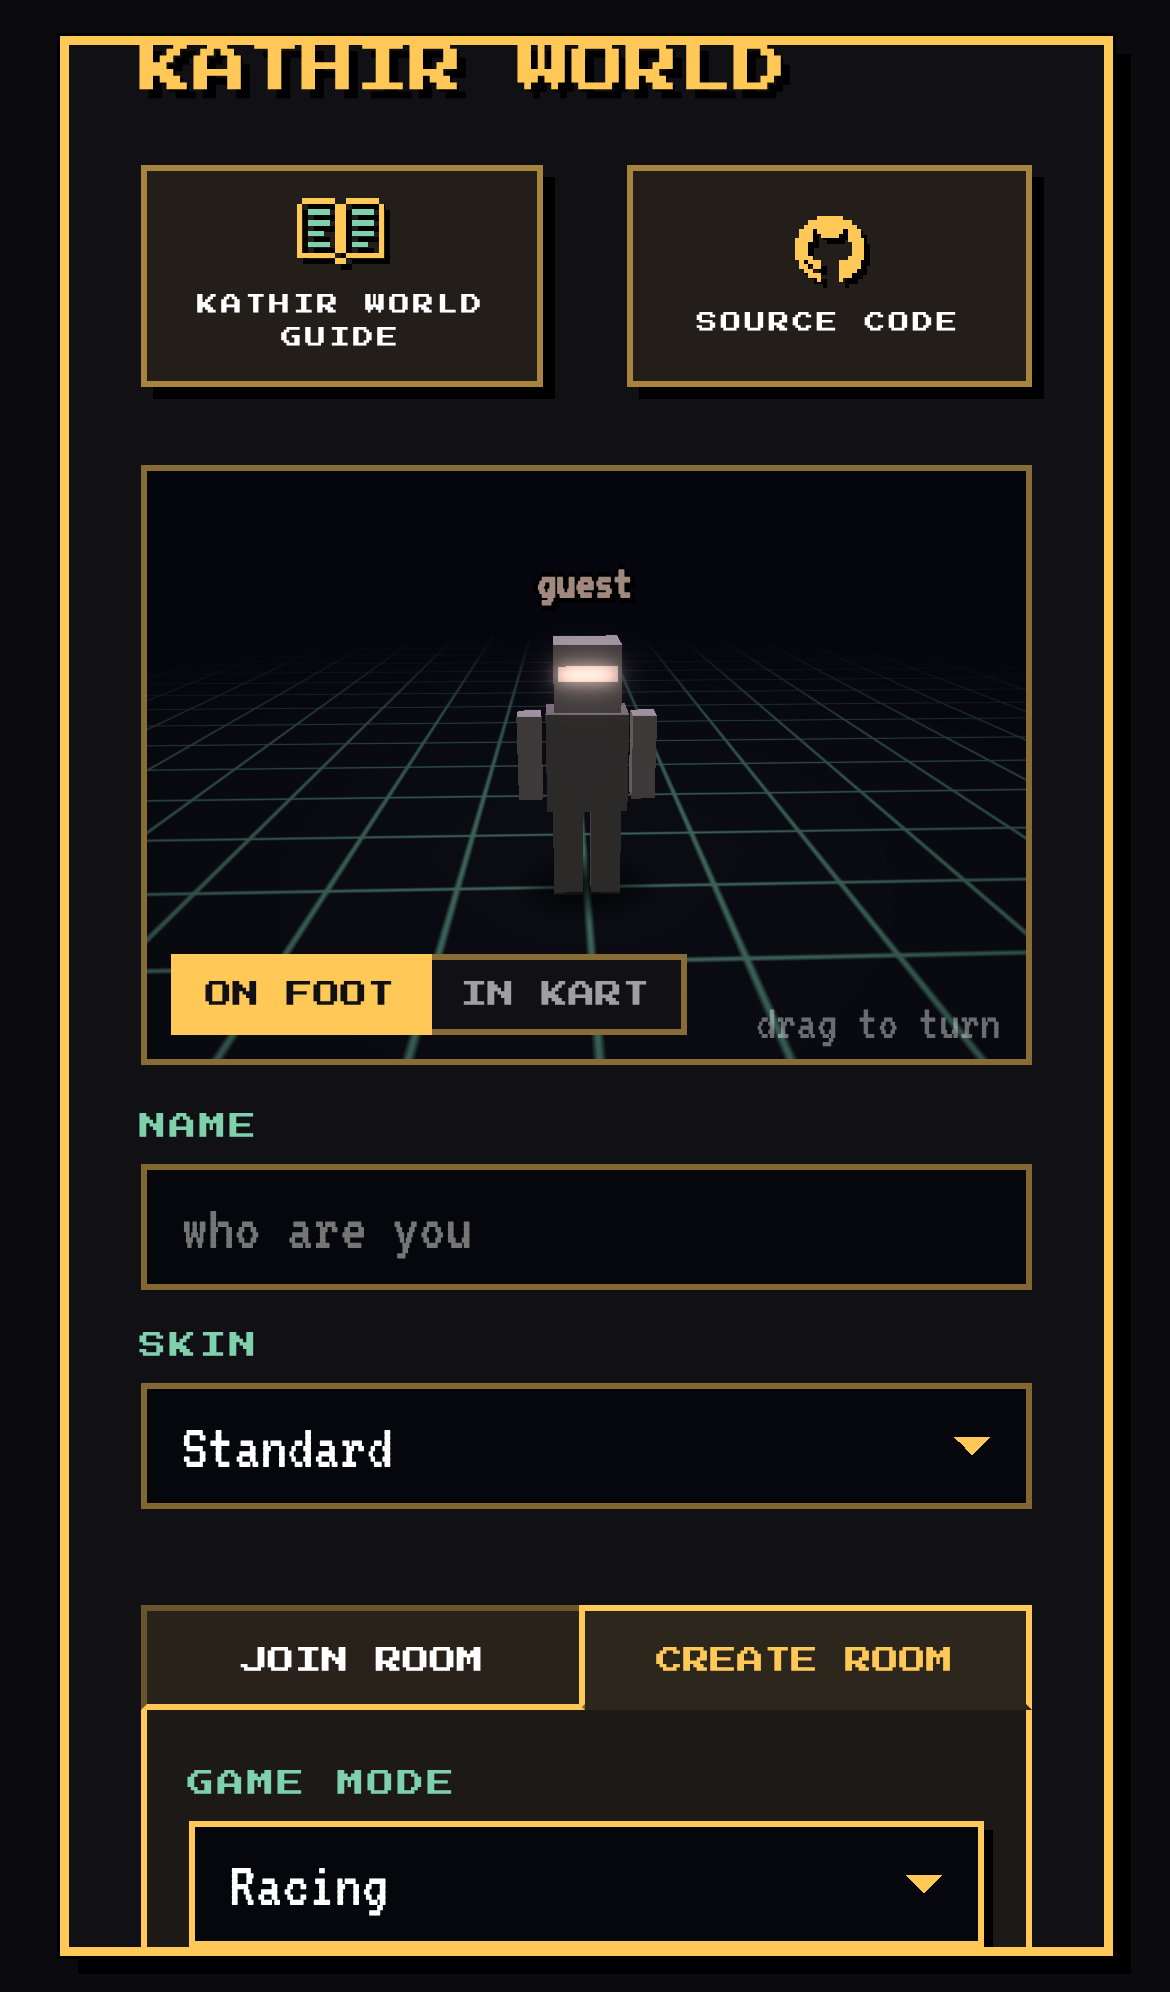 KATHIR WORLD
KATHIR WORLD
GUIDE
SOURCE CODE
guest
ON FOOT
IN KART
drag to turn
NAME
who are you
SKIN
Standard
JOIN ROOM
CREATE ROOM
GAME MODE
Racing